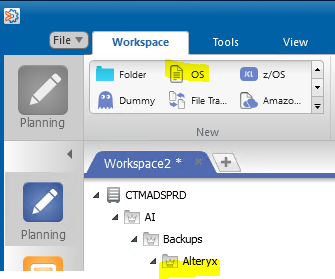 File
Workspace
Tools
View
Planning
Folder
OS
z/OS
Dummy
File Tra...
Amazo...
New
Workspace2 *
Planning
CTMADSPRD
AI
Backups
Alteryx